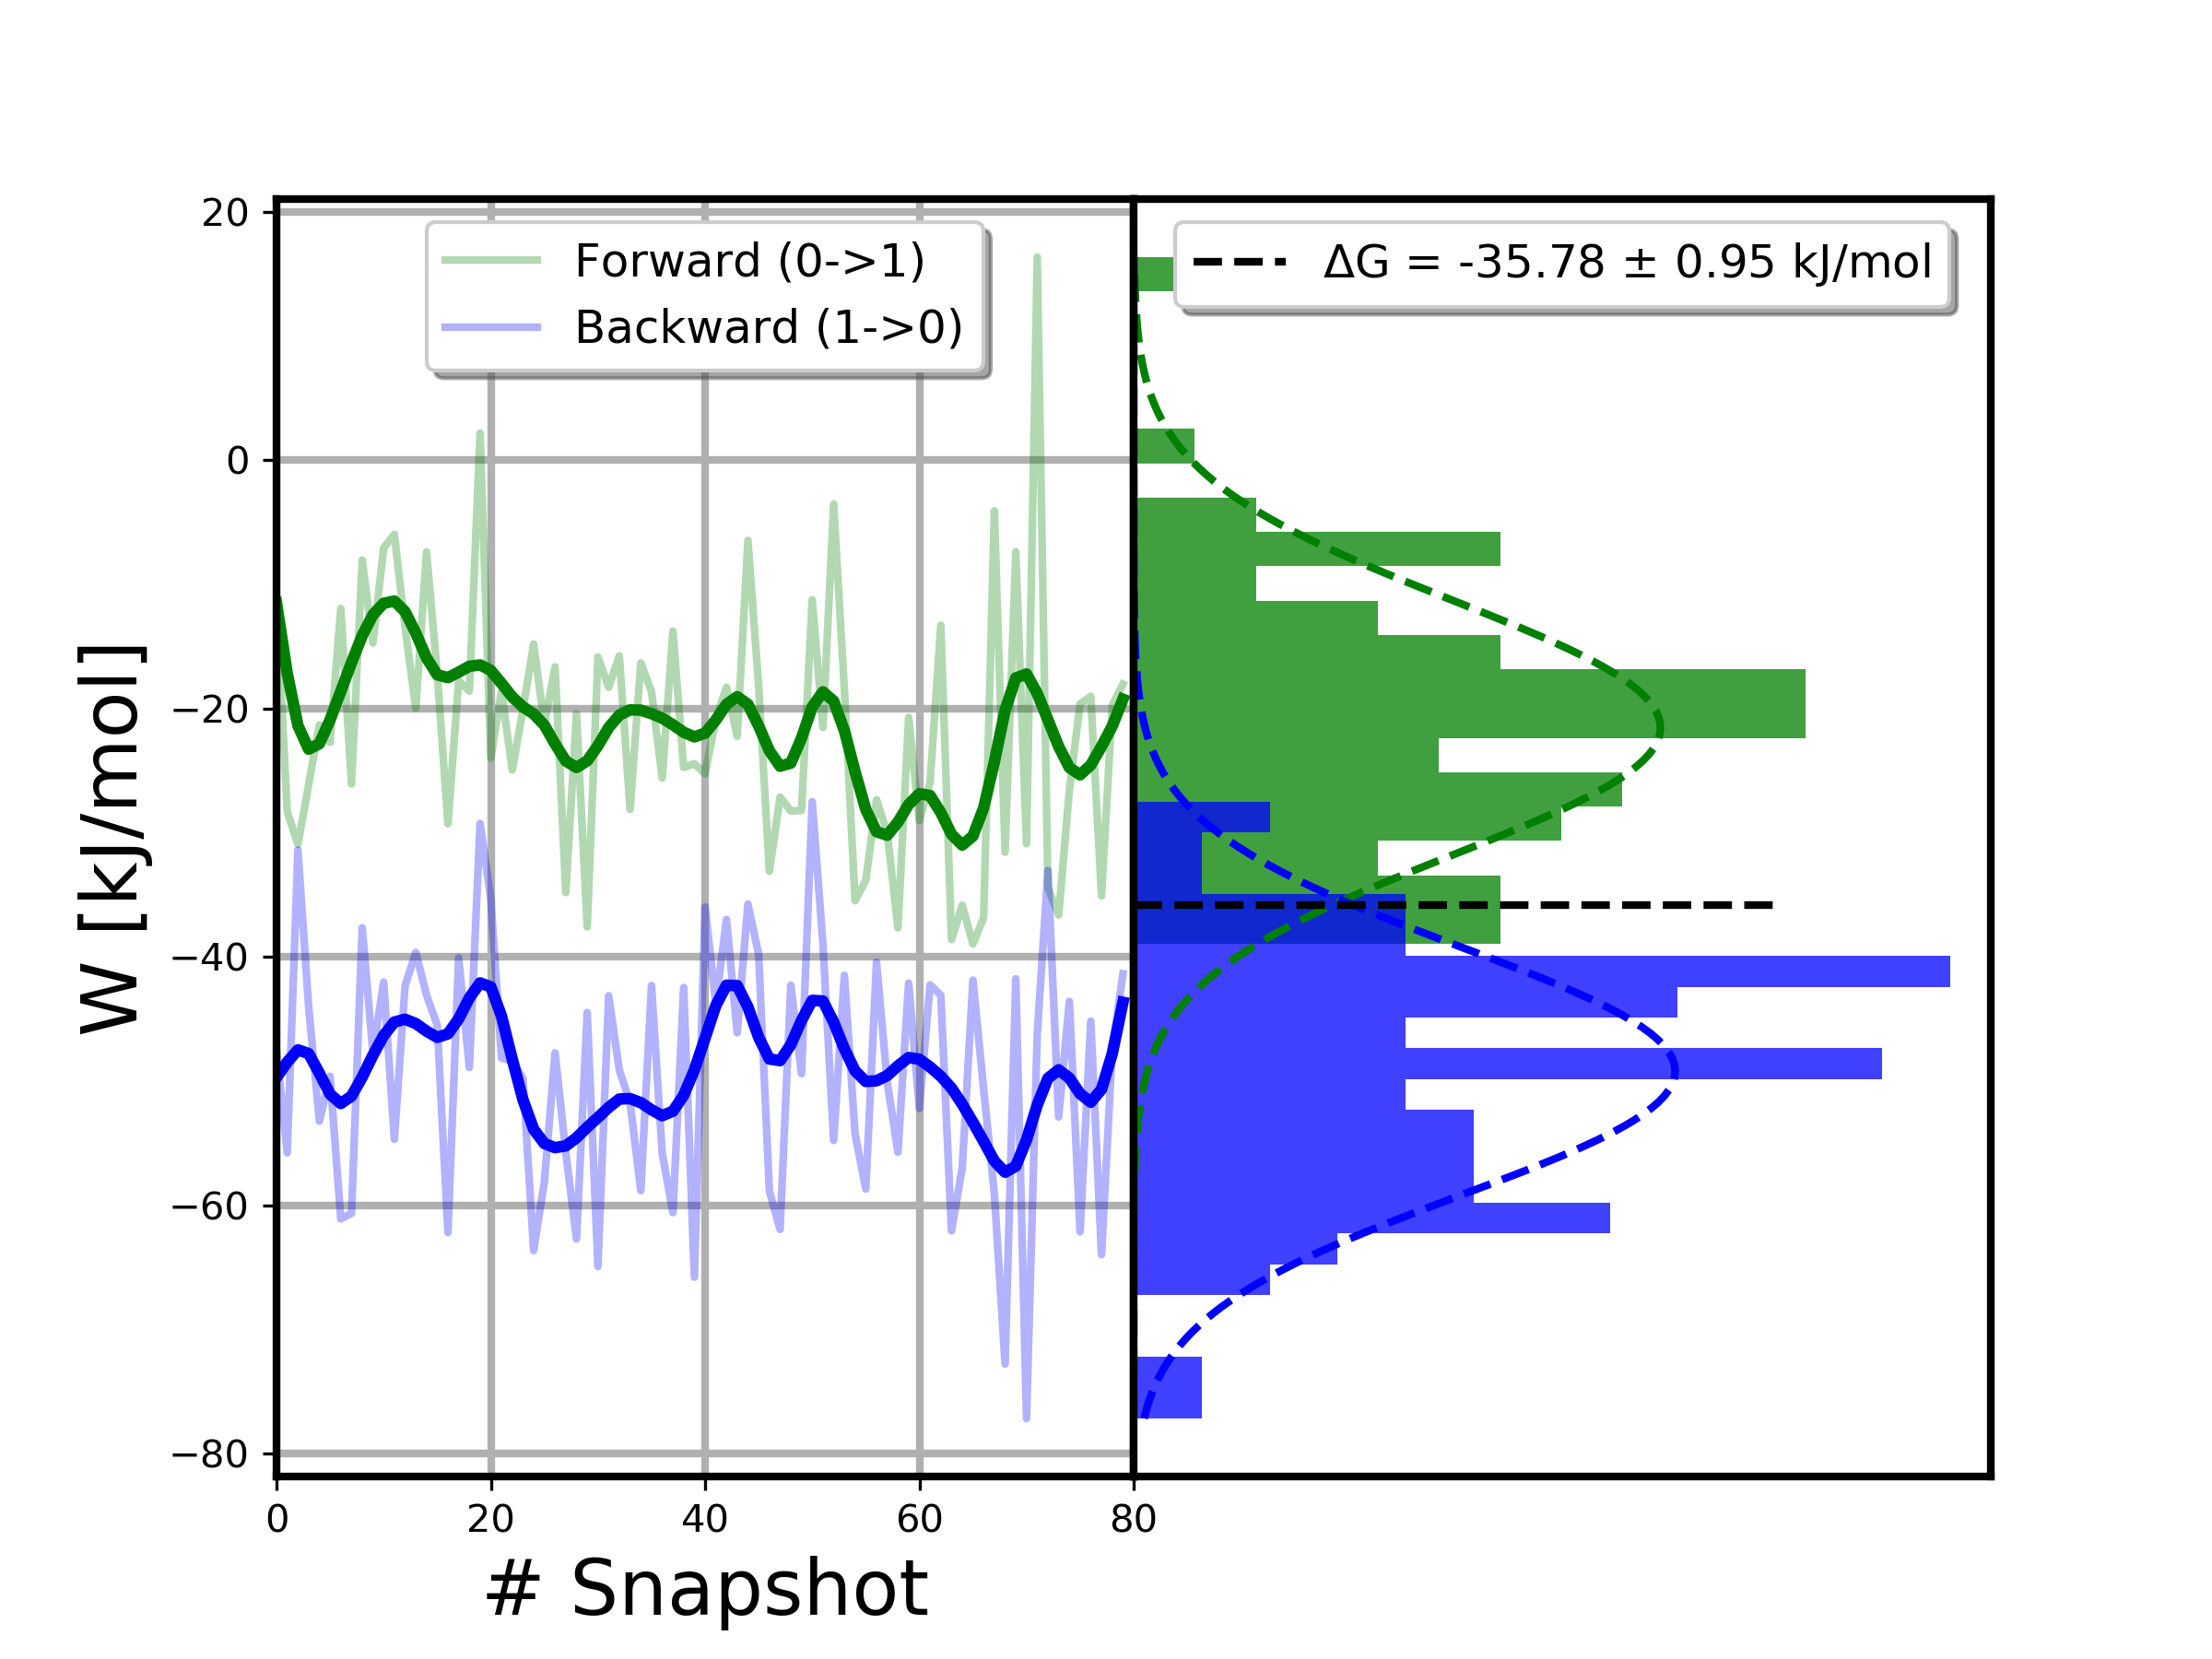 20
0
−20
−40
−60
−80
W [kJ/mol]
Forward (0->1)
Backward (1->0)
ΔG = -35.78 ± 0.95 kJ/mol
0 20 40 60 80
# Snapshot